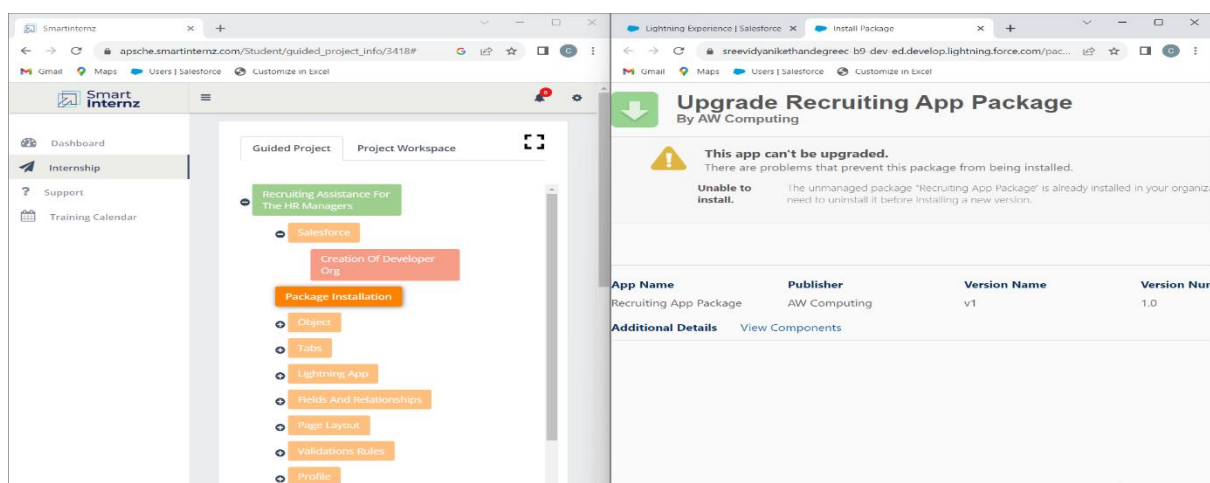 Smartinternz
apsche.smartinternz.com/Student/guided_project_info/3418#
Gmail Maps Users | Salesforce Customize in Excel
Smart
Internz
Dashboard
Internship
Support
Training Calendar
Guided Project Project Workspace
Recruiting Assistance For
The HR Managers
Salesforce
Creation Of Developer
Org
Package Installation
Object
Tabs
Lightning App
Fields And Relationships
Page Layout
Validations Rules
Profile
Lightning Experience | Salesforce Install Package
sreevidyanikethandegreec-b9-dev-ed.develop.lightning.force.com/pac...
Gmail Maps Users | Salesforce Customize in Excel
Upgrade Recruiting App Package
By AW Computing
This app can't be upgraded.
There are problems that prevent this package from being installed.
Unable to install. The unmanaged package "Recruiting App Package" is already installed in your organiza
need to uninstall it before installing a new version.
App Name Publisher Version Name Version Nur
Recruiting App Package AW Computing v1 1.0
Additional Details View Components